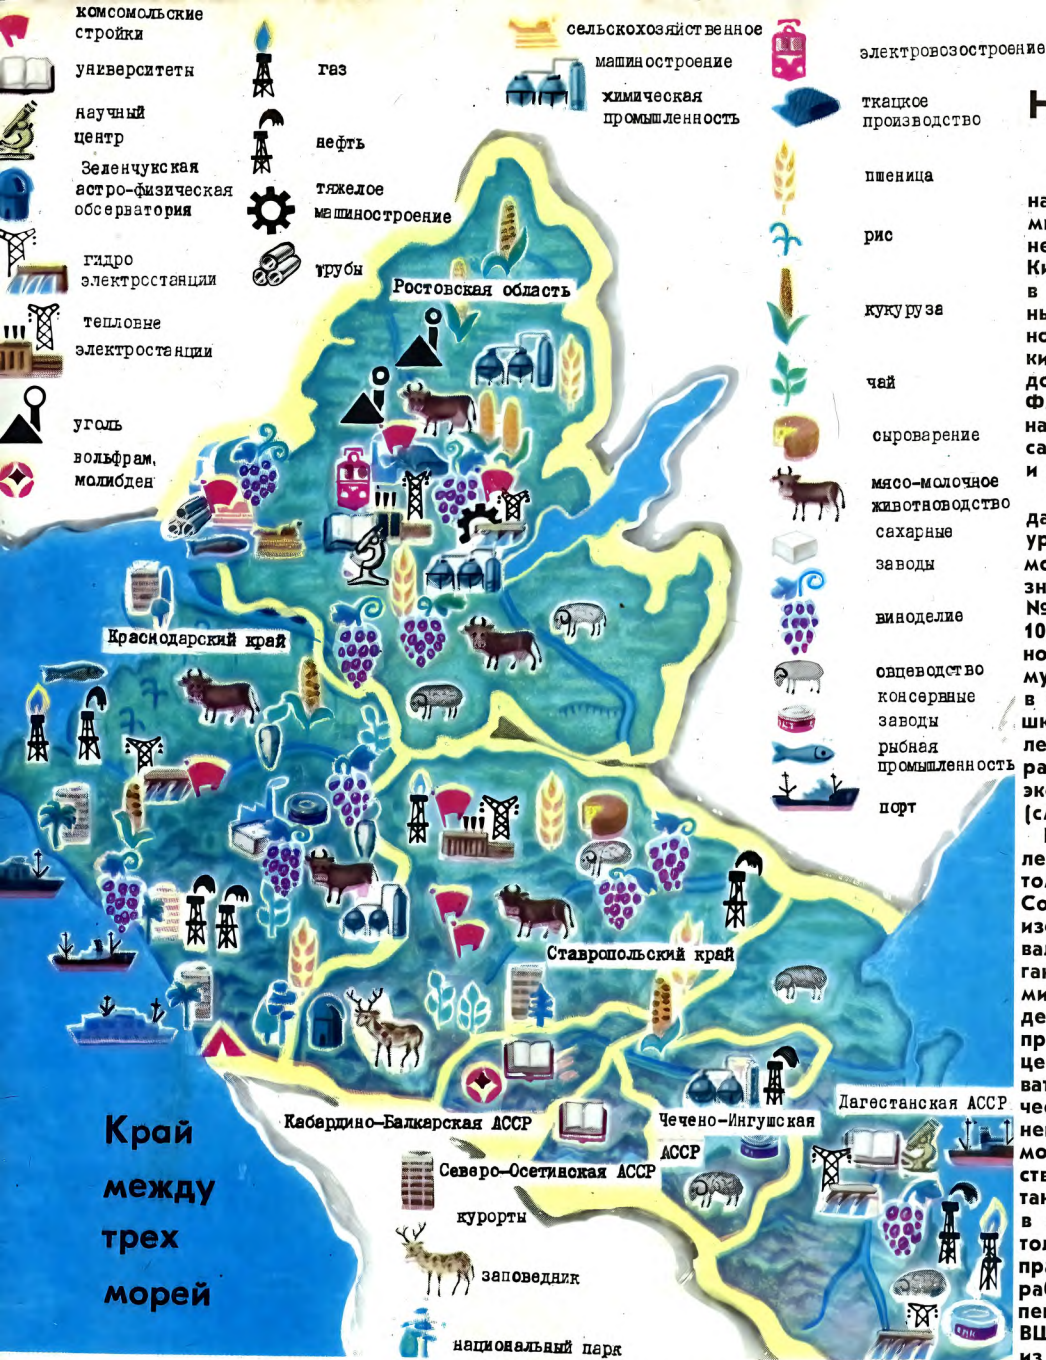 комсомольские
стройки
университеты
научный
центр
Зеленчукская
астро-физическая
обсерватория
гидро
электростанции
тепловые
электростанции
уголь
вольфрам,
молибден
газ
нефть
тяжелое
машиностроение
трубы
сельскохозяйственное
машиностроение
химическая
промышленность
электровозостроение
ткацкое
производство
пшеница
рис
кукуруза
чай
сыроварение
мясо-молочное
животноводство
сахарные
заводы
виноделие
овцеводство
консервные
заводы
рыбная
промышленность
порт
Ростовская область
Краснодарский край
Ставропольский край
Кабардино-Балкарская АССР
Чечено-Ингушская
АССР
Дагестанская АССР
Северо-Осетинская АССР
курорты
заповедник
национальный парк
Край
между
трех
морей